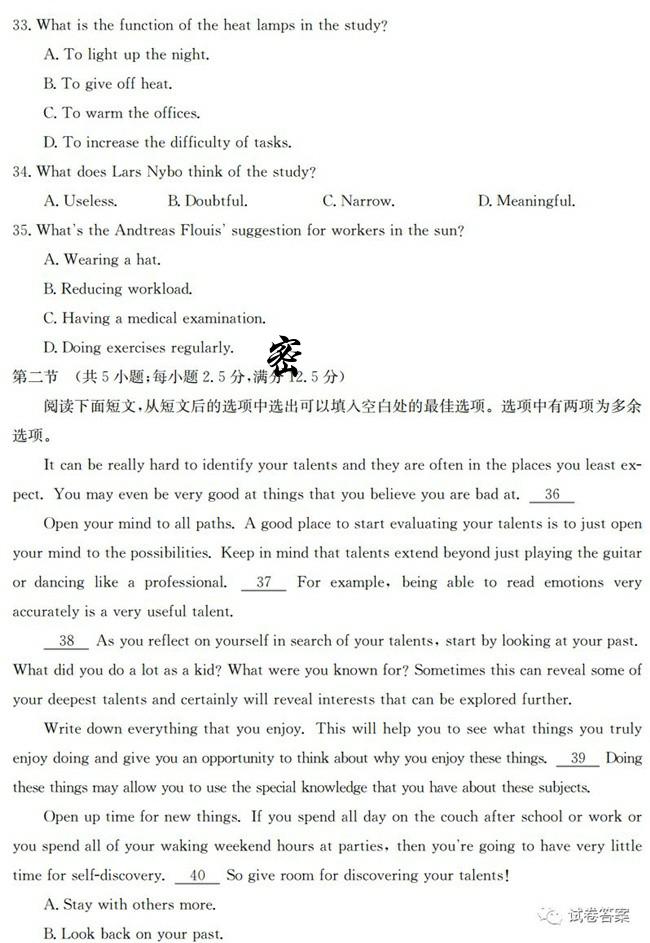 33. What is the function of the heat lamps in the study?
A. To light up the night.
B. To give off heat.
C. To warm the offices.
D. To increase the difficulty of tasks.
34. What does Lars Nybo think of the study?
A. Useless. B. Doubtful. C. Narrow. D. Meaningful.
35. What's the Andtreas Flouis' suggestion for workers in the sun?
A. Wearing a hat.
B. Reducing workload.
C. Having a medical examination.
D. Doing exercises regularly.
密
第二节 (共5小题;每小题2.5分,满分12.5分)
阅读下面短文,从短文后的选项中选出可以填入空白处的最佳选项。选项中有两项为多余
选项。
It can be really hard to identify your talents and they are often in the places you least ex-
pect. You may even be very good at things that you believe you are bad at. 36
Open your mind to all paths. A good place to start evaluating your talents is to just open
your mind to the possibilities. Keep in mind that talents extend beyond just playing the guitar
or dancing like a professional. 37 For example, being able to read emotions very
accurately is a very useful talent.
38 As you reflect on yourself in search of your talents, start by looking at your past.
What did you do a lot as a kid? What were you known for? Sometimes this can reveal some of
your deepest talents and certainly will reveal interests that can be explored further.
Write down everything that you enjoy. This will help you to see what things you truly
enjoy doing and give you an opportunity to think about why you enjoy these things. 39 Doing
these things may allow you to use the special knowledge that you have about these subjects.
Open up time for new things. If you spend all day on the couch after school or work or
you spend all of your waking weekend hours at parties, then you're going to have very little
time for self-discovery. 40 So give room for discovering your talents!
A. Stay with others more.
B. Look back on your past.
试卷答案